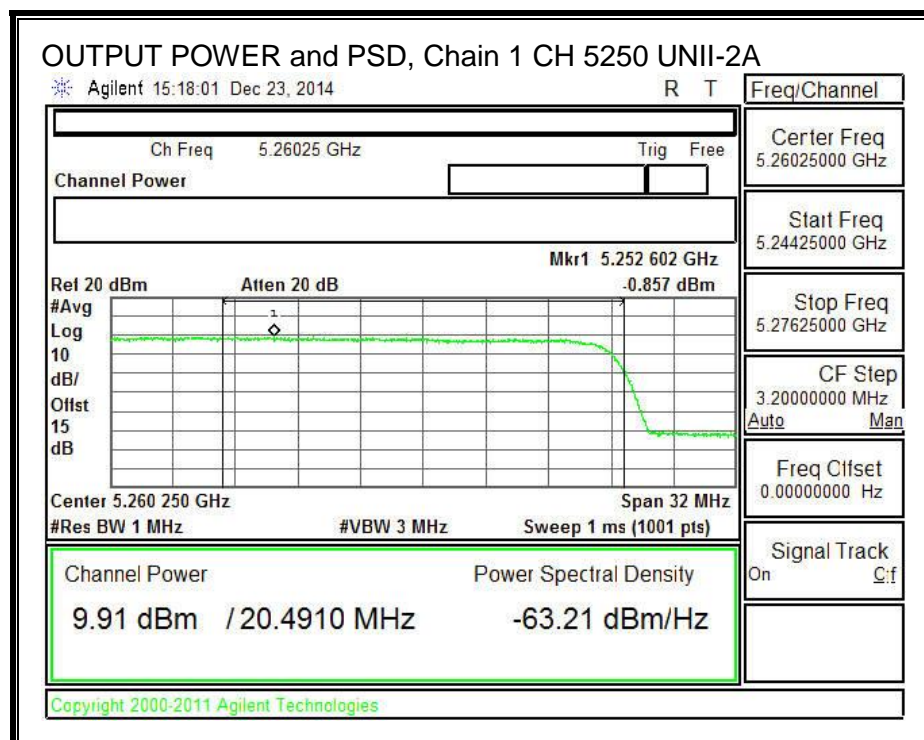 OUTPUT POWER and PSD, Chain 1 CH 5250 UNII-2A
Agilent 15:18:01 Dec 23, 2014 R T
Freq/Channel
Ch Freq 5.26025 GHz Trig Free
Channel Power
Mkr1 5.252 602 GHz
Ref 20 dBm Atten 20 dB -0.857 dBm
#Avg
Log
10
dB/
Offst
15
dB
1
Center 5.260 250 GHz Span 32 MHz
#Res BW 1 MHz #VBW 3 MHz Sweep 1 ms (1001 pts)
Channel Power Power Spectral Density
9.91 dBm / 20.4910 MHz -63.21 dBm/Hz
Center Freq
5.26025000 GHz
Start Freq
5.24425000 GHz
Stop Freq
5.27625000 GHz
CF Step
3.20000000 MHz
Auto Man
Freq Offset
0.00000000 Hz
Signal Track
On Off
Copyright 2000-2011 Agilent Technologies